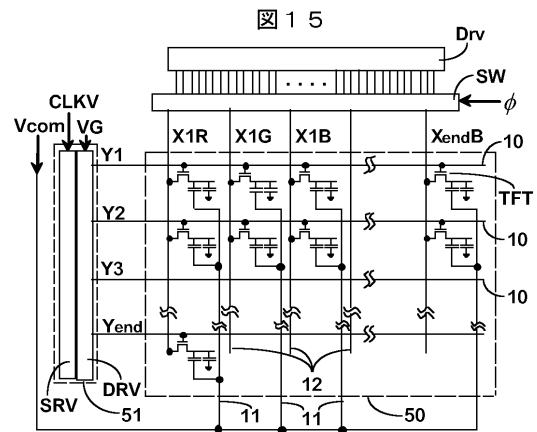 図15
Drv
SW
CLKV
Vcom VG
ϕ
X1R X1G X1B XendB
Y1 10
TFT
Y2 10
Y3 10
Yend
12
SRV DRV 51 11 11 50